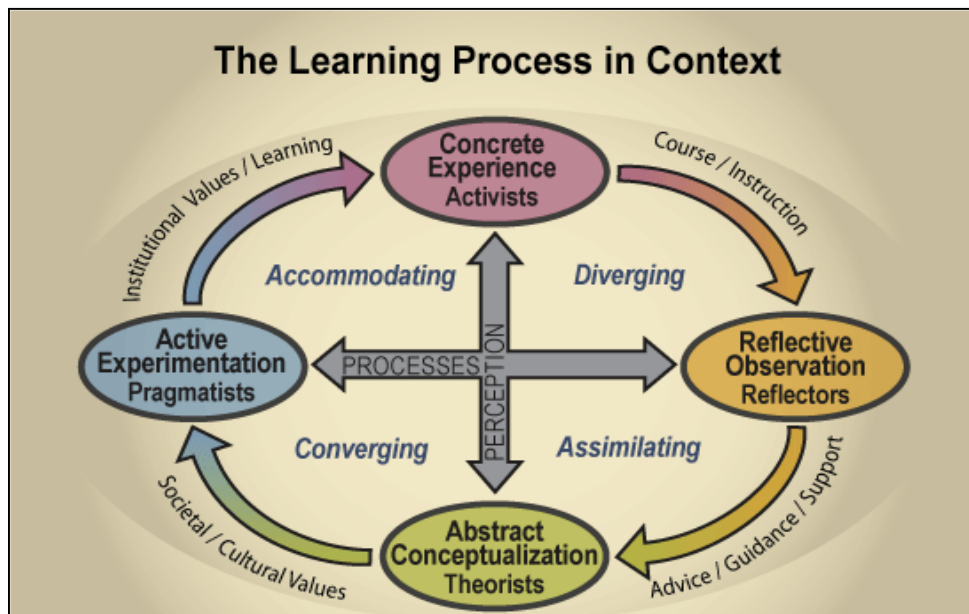 The Learning Process in Context
Concrete
Experience
Activists
Institutional Values / Learning
Course / Instruction
Accommodating
Diverging
Active
Experimentation
Pragmatists
PROCESSES
PERCEPTION
Reflective
Observation
Reflectors
Converging
Assimilating
Societal / Cultural Values
Abstract
Conceptualization
Theorists
Advice / Guidance / Support